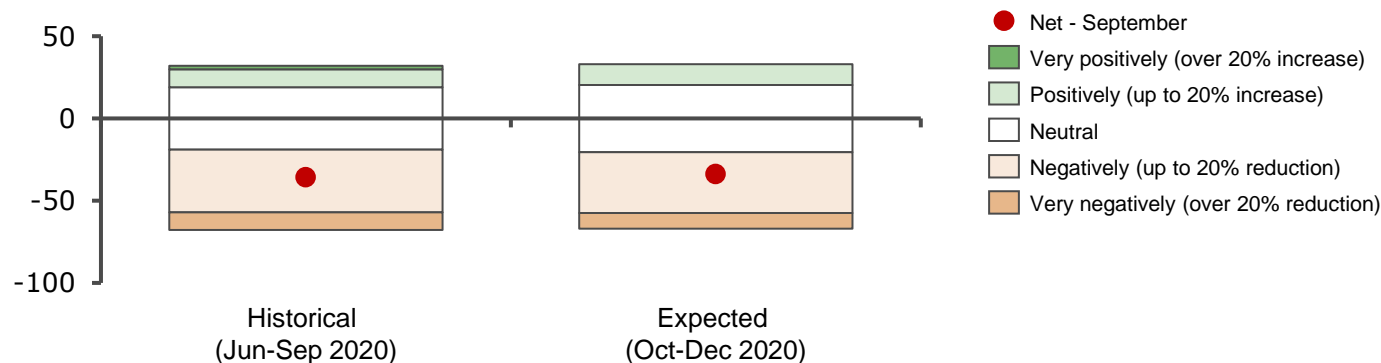 50
0
-50
-100
Historical
(Jun-Sep 2020)
Expected
(Oct-Dec 2020)
Net - September
Very positively (over 20% increase)
Positively (up to 20% increase)
Neutral
Negatively (up to 20% reduction)
Very negatively (over 20% reduction)